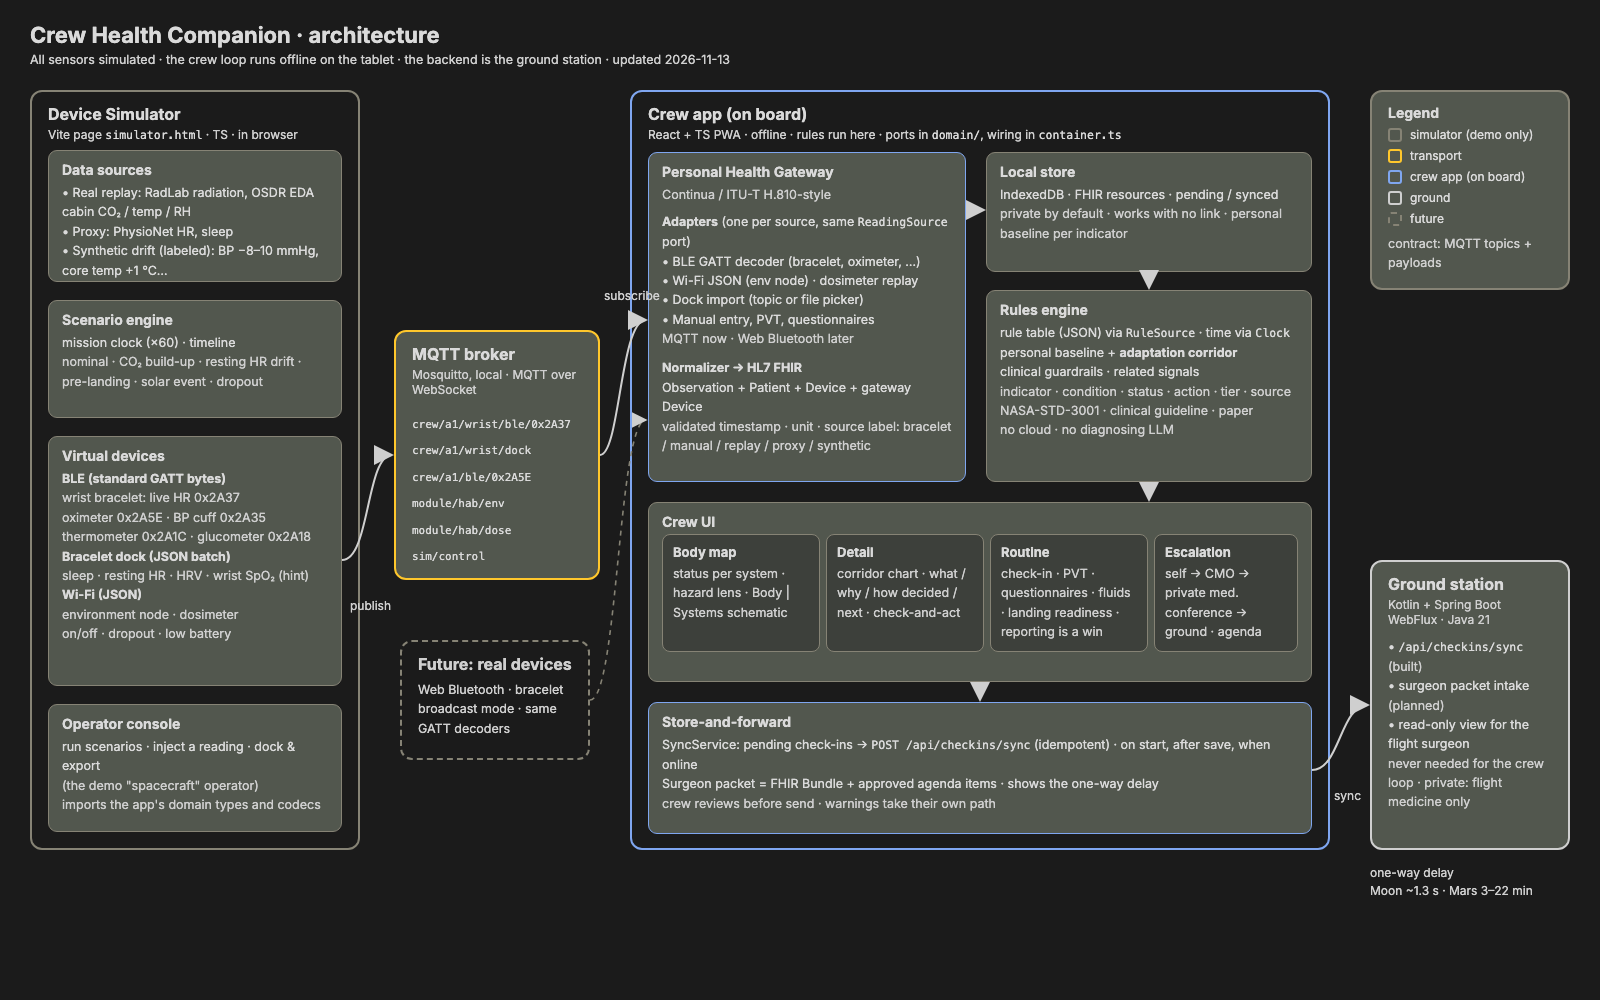 Crew Health Companion · architecture
All sensors simulated · the crew loop runs offline on the tablet · the backend is the ground station · updated 2026-11-13
Device Simulator
Vite page simulator.html · TS · in browser
Data sources
• Real replay: RadLab radiation, OSDR EDA
cabin CO₂ / temp / RH
• Proxy: PhysioNet HR, sleep
• Synthetic drift (labeled): BP −8–10 mmHg,
core temp +1 °C...
Scenario engine
mission clock (×60) · timeline
nominal · CO₂ build-up · resting HR drift ·
pre-landing · solar event · dropout
Virtual devices
BLE (standard GATT bytes)
wrist bracelet: live HR 0x2A37
oximeter 0x2A5E · BP cuff 0x2A35
thermometer 0x2A1C · glucometer 0x2A18
Bracelet dock (JSON batch)
sleep · resting HR · HRV · wrist SpO₂ (hint)
Wi-Fi (JSON)
environment node · dosimeter
on/off · dropout · low battery
Operator console
run scenarios · inject a reading · dock &
export
(the demo "spacecraft" operator)
imports the app's domain types and codecs
publish
MQTT broker
Mosquitto, local · MQTT over
WebSocket
crew/a1/wrist/ble/0x2A37
crew/a1/wrist/dock
crew/a1/ble/0x2A5E
module/hab/env
module/hab/dose
sim/control
Future: real devices
Web Bluetooth · bracelet
broadcast mode · same
GATT decoders
subscribe
Crew app (on board)
React + TS PWA · offline · rules run here · ports in domain/, wiring in container.ts
Personal Health Gateway
Continua / ITU-T H.810-style
Adapters (one per source, same ReadingSource
port)
• BLE GATT decoder (bracelet, oximeter, ...)
• Wi-Fi JSON (env node) · dosimeter replay
• Dock import (topic or file picker)
• Manual entry, PVT, questionnaires
MQTT now · Web Bluetooth later
Normalizer → HL7 FHIR
Observation + Patient + Device + gateway
Device
validated timestamp · unit · source label: bracelet
/ manual / replay / proxy / synthetic
Local store
IndexedDB · FHIR resources · pending / synced
private by default · works with no link · personal
baseline per indicator
Rules engine
rule table (JSON) via RuleSource · time via Clock
personal baseline + adaptation corridor
clinical guardrails · related signals
indicator · condition · status · action · tier · source
NASA-STD-3001 · clinical guideline · paper
no cloud · no diagnosing LLM
Crew UI
Body map
status per system ·
hazard lens · Body |
Systems schematic
Detail
corridor chart · what /
why / how decided /
next · check-and-act
Routine
check-in · PVT ·
questionnaires · fluids
· landing readiness ·
reporting is a win
Escalation
self → CMO →
private med.
conference →
ground · agenda
Store-and-forward
SyncService: pending check-ins → POST /api/checkins/sync (idempotent) · on start, after save, when
online
Surgeon packet = FHIR Bundle + approved agenda items · shows the one-way delay
crew reviews before send · warnings take their own path
sync
Legend
simulator (demo only)
transport
crew app (on board)
ground
future
contract: MQTT topics +
payloads
Ground station
Kotlin + Spring Boot
WebFlux · Java 21
• /api/checkins/sync
(built)
• surgeon packet intake
(planned)
• read-only view for the
flight surgeon
never needed for the crew
loop · private: flight
medicine only
one-way delay
Moon ~1.3 s · Mars 3–22 min